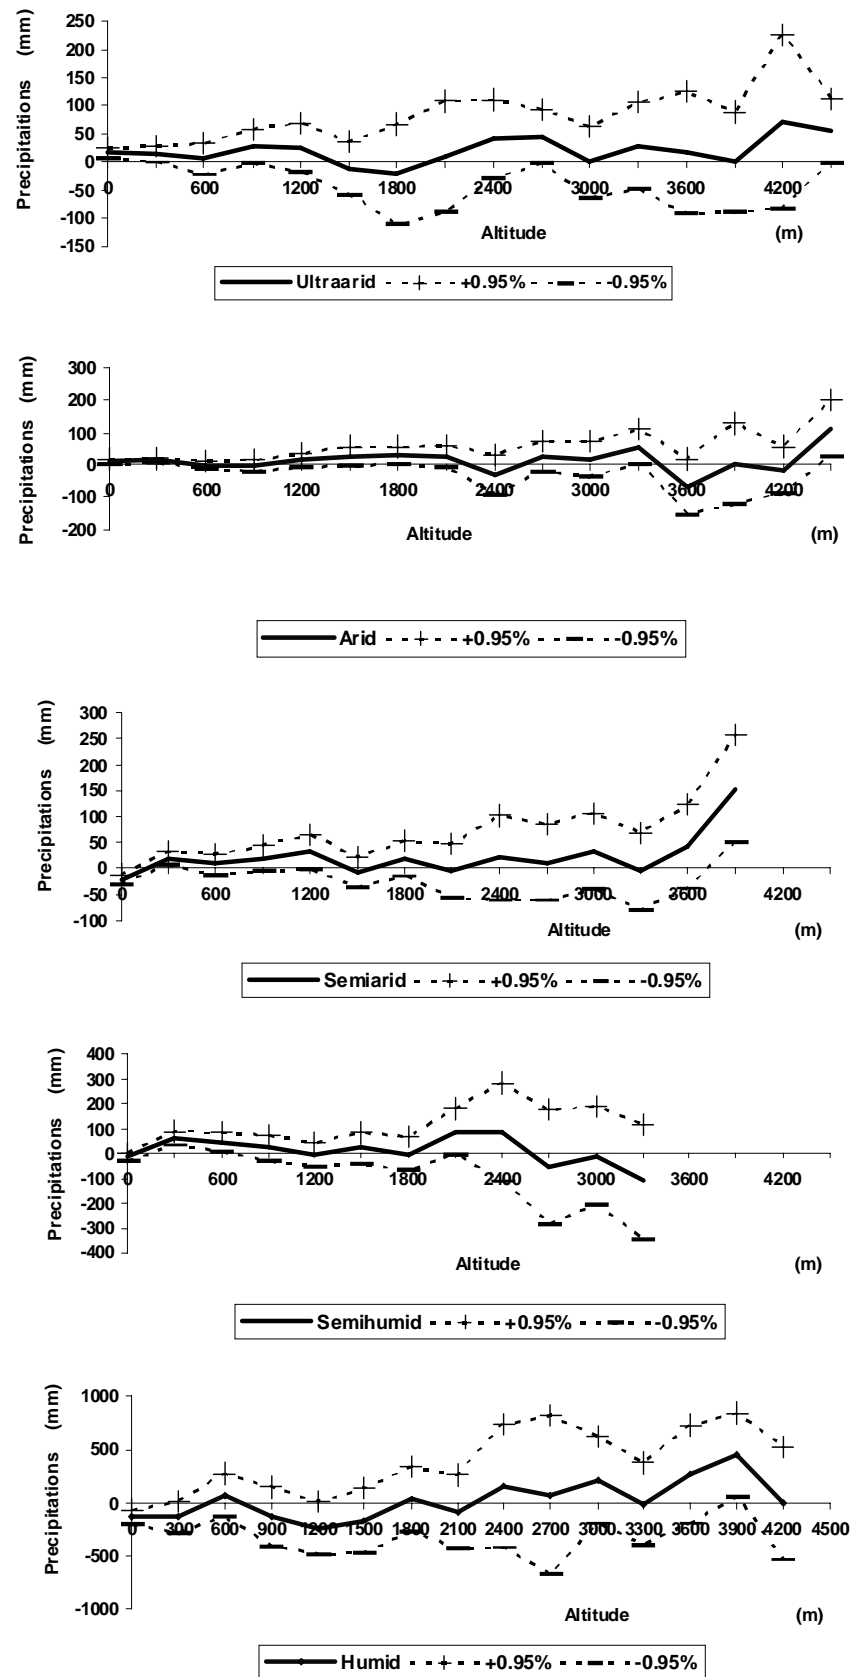 Precipitaitions (mm)
250
200
150
100
50
0
-50
-100
-150
0 600 1200 1800 2400 3000 3600 4200
Altitude (m)
Ultraarid +0.95% -0.95%
Precipitations (mm)
300
200
100
0
-100
-200
0 600 1200 1800 2400 3000 3600 4200
Altitude (m)
Arid +0.95% -0.95%
Precipitations (mm)
300
250
200
150
100
50
0
-50
-100
0 600 1200 1800 2400 3000 3600 4200
Altitude (m)
Semiarid +0.95% -0.95%
Precipitations (mm)
400
300
200
100
0
-100
-200
-300
-400
0 600 1200 1800 2400 3000 3600 4200
Altitude (m)
Semihumid +0.95% -0.95%
Precipitations (mm)
1000
500
0
-500
-1000
0 300 600 900 1200 1500 1800 2100 2400 2700 3000 3300 3600 3900 4200 4500
Altitude (m)
Humid +0.95% -0.95%